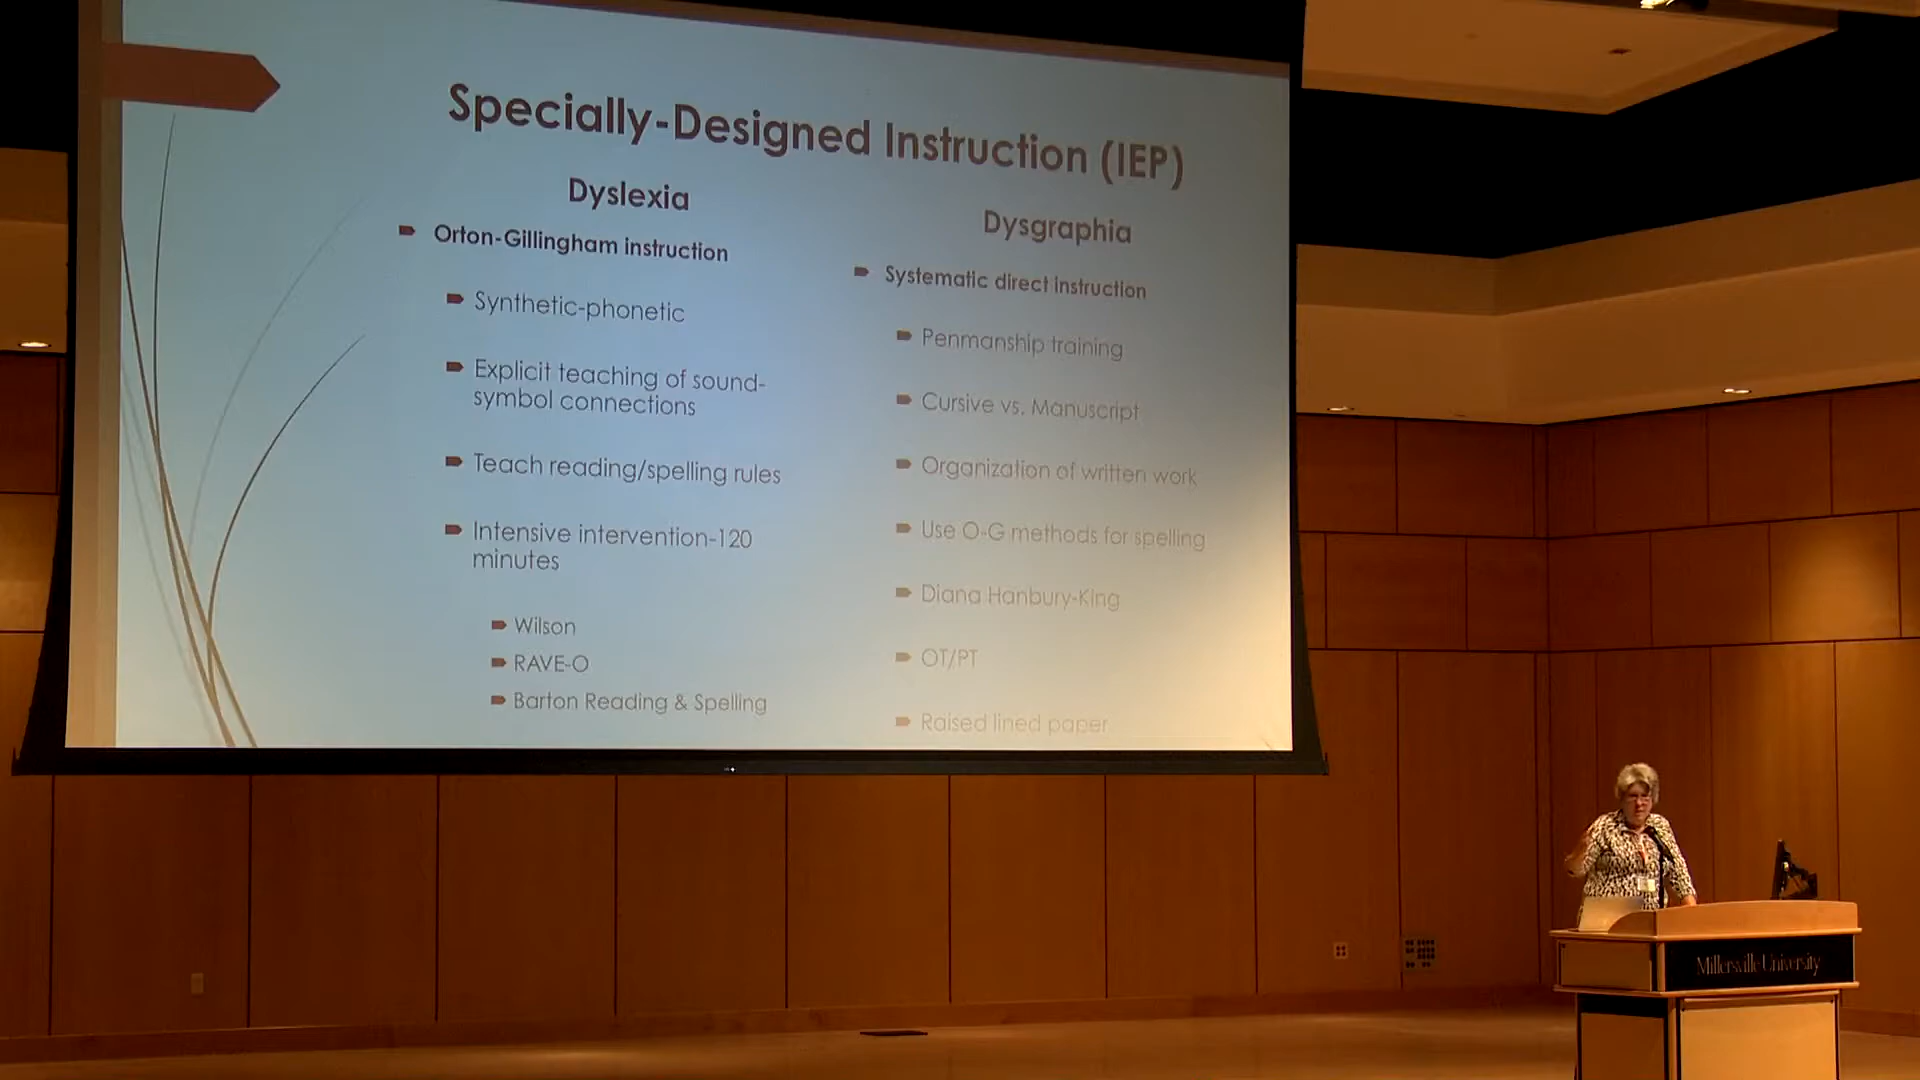 Specially-Designed Instruction (IEP)
Dyslexia
Orton-Gillingham instruction
Synthetic-phonetic
Explicit teaching of sound-
symbol connections
Teach reading/spelling rules
Intensive intervention-120
minutes
Wilson
RAVE-O
Barton Reading & Spelling
Dysgraphia
Systematic direct instruction
Penmanship training
Cursive vs. Manuscript
Organization of written work
Use O-G methods for spelling
Diana Hanbury-King
OT/PT
Raised lined paper
Millersville University